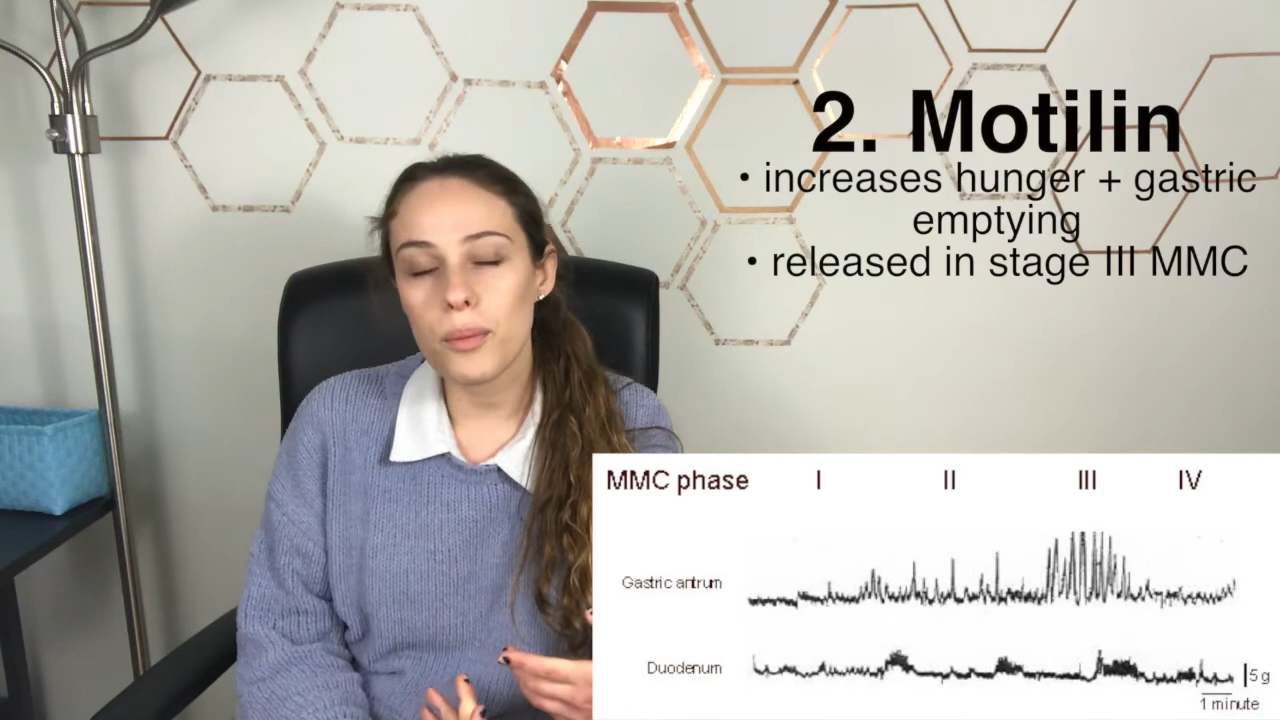 2. Motilin
• increases hunger + gastric
emptying
• released in stage III MMC
MMC phase I II III IV
Gastric antrum
Duodenum
5 g
1 minute